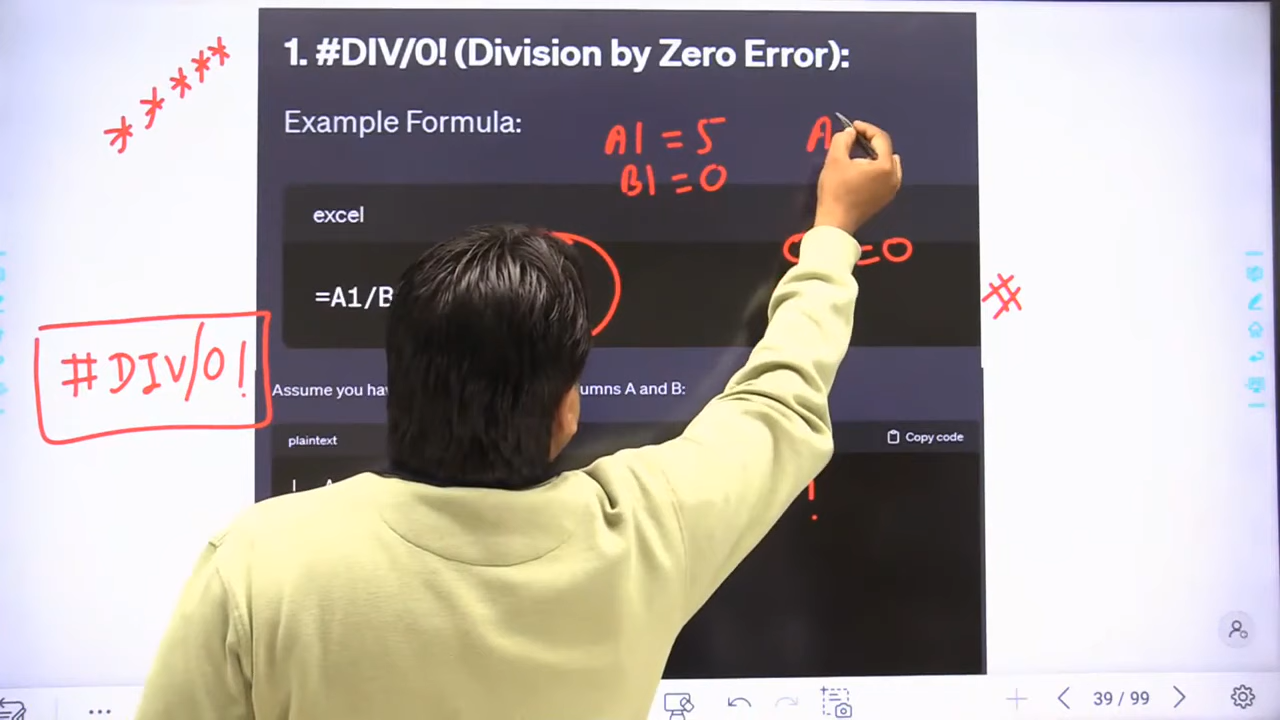 1. #DIV/0! (Division by Zero Error):
Example Formula:
A1 = 5
B1 = 0
A
excel
=0
=A1/B
#
#DIV/0!
Assume you
umns A and B:
plaintext
Copy code
A
!
39 / 99